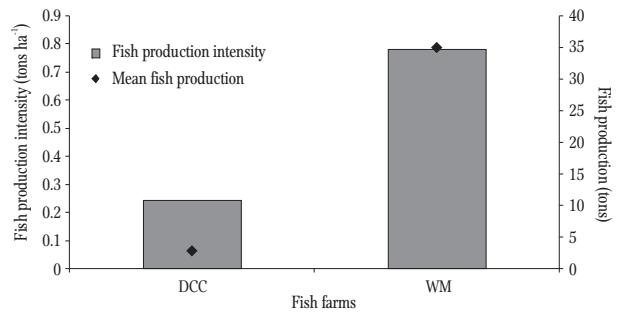 Fish production intensity (tons ha⁻¹)
0.9
0.8
0.7
0.6
0.5
0.4
0.3
0.2
0.1
0
Fish production intensity
Mean fish production
40
35
30
25
20
15
10
5
0
Fish production (tons)
DCC
WM
Fish farms